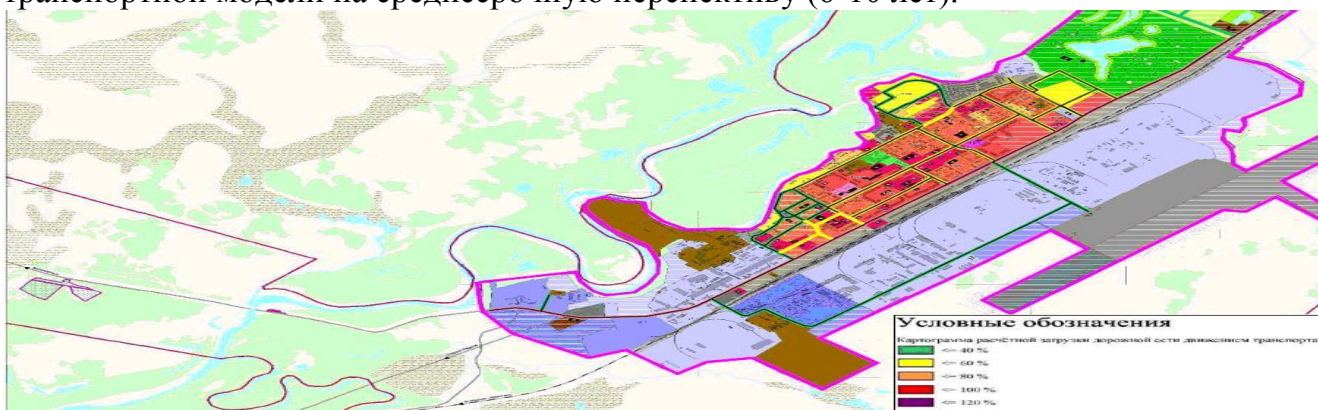 транспортной модели на среднесрочную перспективу (6-10 лет).
Условные обозначения
Картограмма расчётной загрузки дорожной сети движением транспорта
<= 40 %
<= 60 %
<= 80 %
<= 100 %
<= 120 %